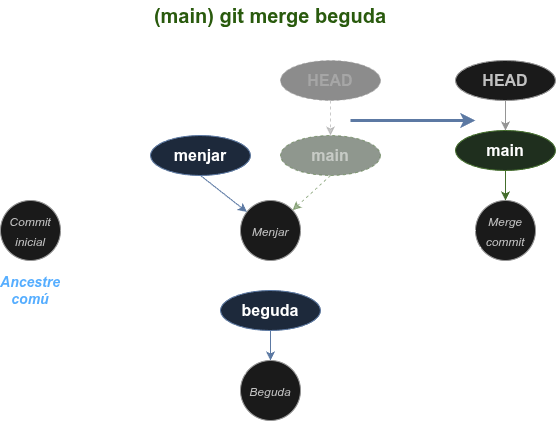 (main) git merge beguda
HEAD
HEAD
menjar
main
main
Commit
inicial
Menjar
Merge
commit
Ancestre
comú
beguda
Beguda